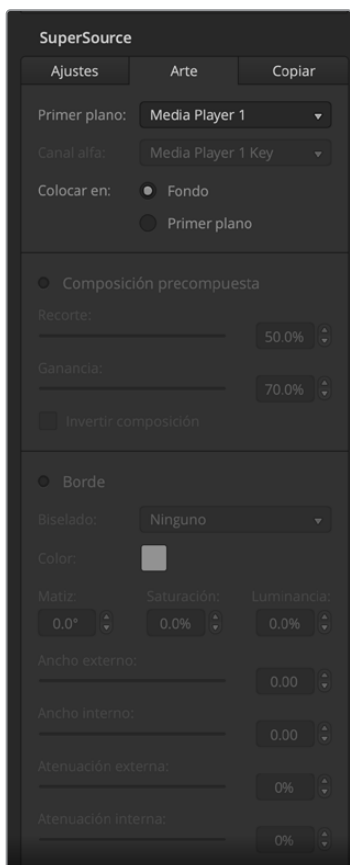 SuperSource
Ajustes Arte Copiar
Primer plano: Media Player 1
Canal alfa: Media Player 1 Key
Colocar en: Fondo
Primer plano
Composición precompuesta
Recorte:
50.0%
Ganancia:
70.0%
Invertir composición
Borde
Biselado: Ninguno
Color:
Matiz: Saturación: Luminancia:
0.0° 0.0% 0.0%
Ancho externo:
0.00
Ancho interno:
0.00
Atenuación externa:
0%
Atenuación interna:
0%